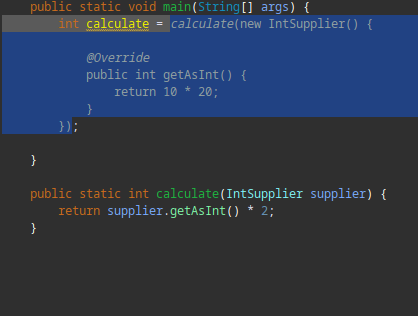 public static void main(String[] args) {
int calculate = calculate(new IntSupplier() {
@Override
public int getAsInt() {
return 10 * 20;
}
});
}
public static int calculate(IntSupplier supplier) {
return supplier.getAsInt() * 2;
}